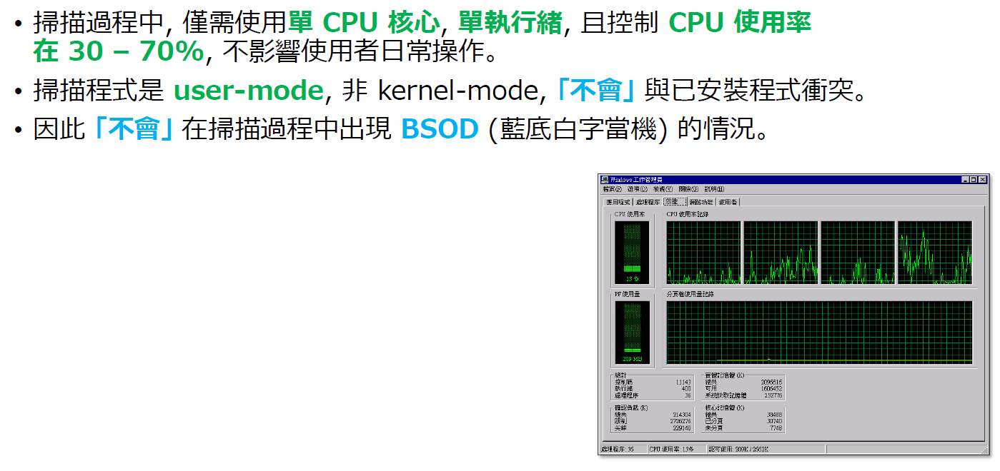 • 掃描過程中, 僅需使用單 CPU 核心, 單執行緒, 且控制 CPU 使用率
在 30 – 70%, 不影響使用者日常操作。
• 掃描程式是 user-mode, 非 kernel-mode,「不會」與已安裝程式衝突。
• 因此「不會」在掃描過程中出現 BSOD (藍底白字當機) 的情況。
Windows 工作管理員
檔案(F) 選項(O) 檢視(V) 關機(U) 說明(H)
應用程式 處理程序 效能 網路功能 使用者
CPU 使用率 CPU 使用率記錄
13 %
PF 使用量 分頁檔使用量記錄
209 MB
總計 實體記憶體 (K)
控制碼 11143 總共 2096616
執行緒 400 可用 1606452
處理程序 36 系統快取記憶體 252776
確認負載 (K) 核心記憶體 (K)
總共 214304 總共 38488
限制 2726276 已分頁 30740
尖峰 229140 未分頁 7748
處理程序: 36 CPU 使用率: 13% 認可使用: 209K / 2663K